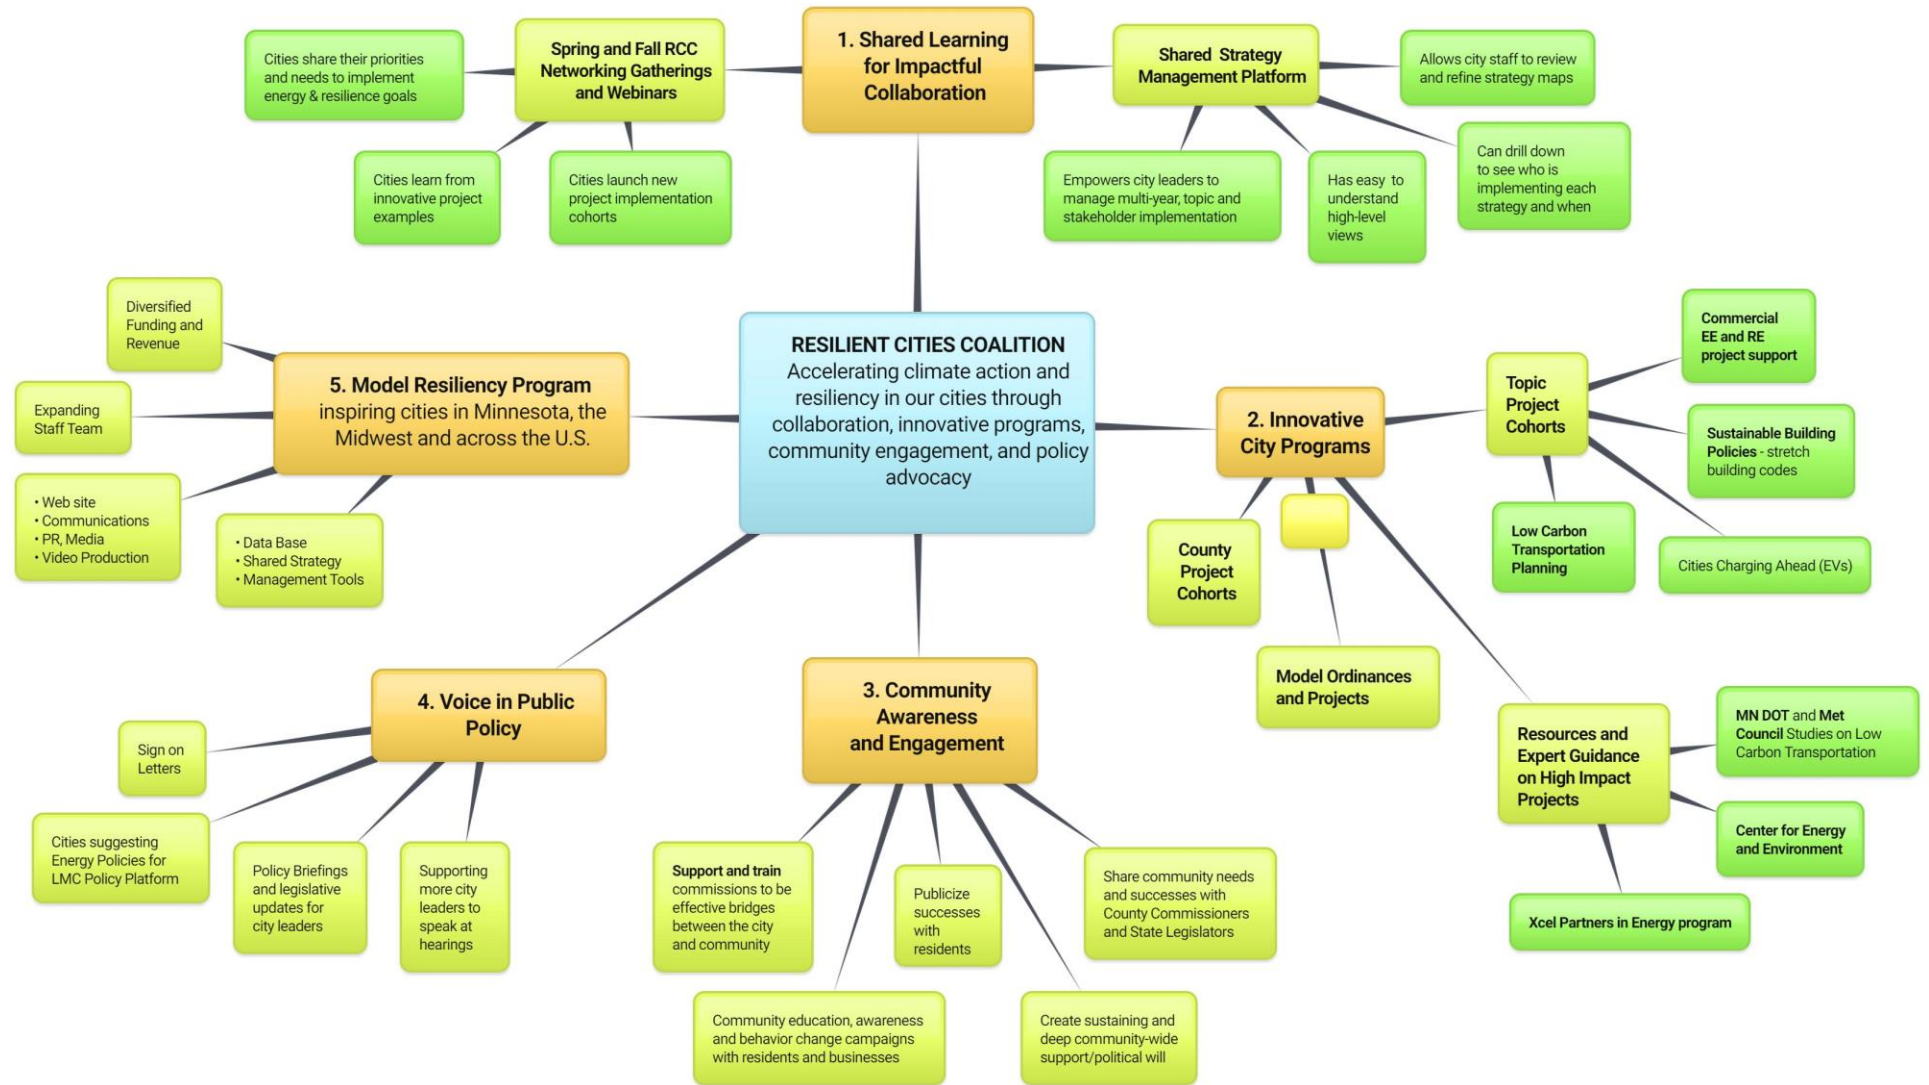 Cities share their priorities
and needs to implement
energy & resilience goals
Spring and Fall RCC
Networking Gatherings
and Webinars
Cities learn from
innovative project
examples
Cities launch new
project implementation
cohorts
1. Shared Learning
for Impactful
Collaboration
Shared Strategy
Management Platform
Allows city staff to review
and refine strategy maps
Empowers city leaders to
manage multi-year, topic and
stakeholder implementation
Has easy to
understand
high-level
views
Can drill down
to see who is
implementing each
strategy and when
RESILIENT CITIES COALITION
Accelerating climate action and
resiliency in our cities through
collaboration, innovative programs,
community engagement, and policy
advocacy
2. Innovative
City Programs
Topic
Project
Cohorts
Commercial
EE and RE
project support
Sustainable Building
Policies - stretch
building codes
Low Carbon
Transportation
Planning
Cities Charging Ahead (EVs)
County
Project
Cohorts
Model Ordinances
and Projects
Resources and
Expert Guidance
on High Impact
Projects
MN DOT and Met
Council Studies on Low
Carbon Transportation
Center for Energy
and Environment
Xcel Partners in Energy program
3. Community
Awareness
and Engagement
Support and train
commissions to be
effective bridges
between the city
and community
Publicize
successes
with
residents
Share community needs
and successes with
County Commissioners
and State Legislators
Community education, awareness
and behavior change campaigns
with residents and businesses
Create sustaining and
deep community-wide
support/political will
4. Voice in Public
Policy
Sign on
Letters
Cities suggesting
Energy Policies for
LMC Policy Platform
Policy Briefings
and legislative
updates for
city leaders
Supporting
more city
leaders to
speak at
hearings
5. Model Resiliency Program
inspiring cities in Minnesota, the
Midwest and across the U.S.
Diversified
Funding and
Revenue
Expanding
Staff Team
• Web site
• Communications
• PR, Media
• Video Production
• Data Base
• Shared Strategy
• Management Tools